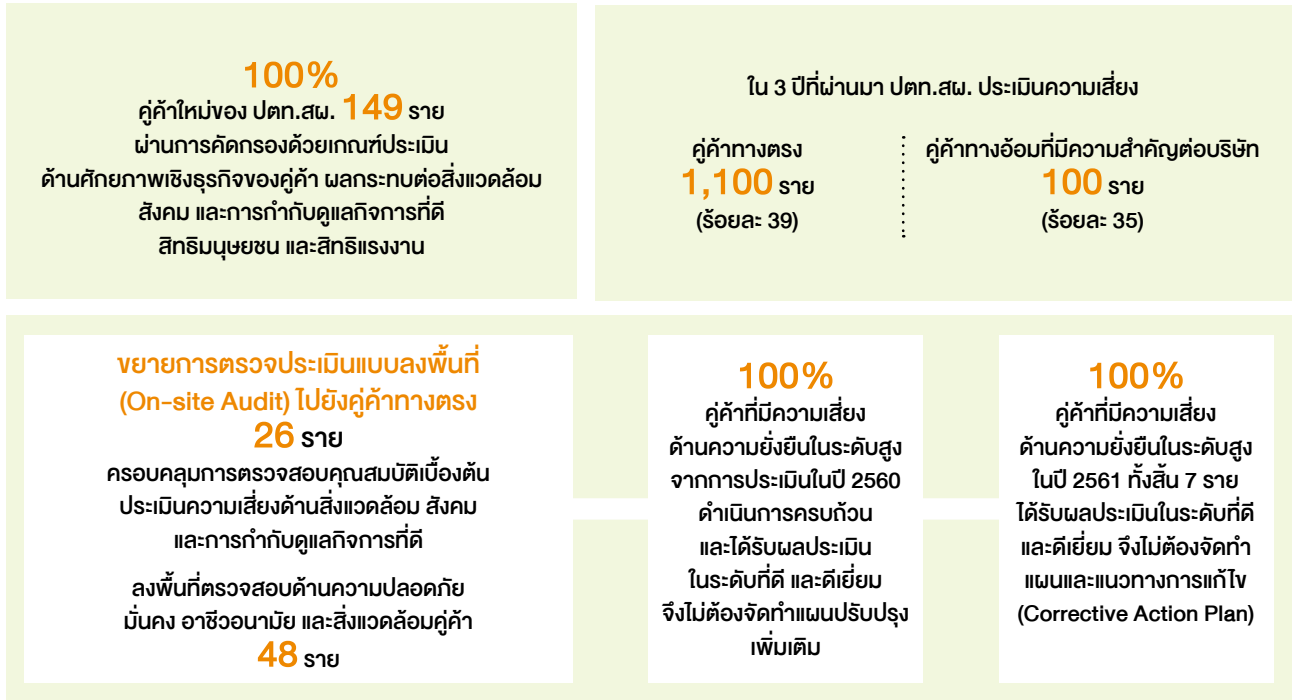 100%
คู่ค้าใหม่ของ ปตท.สผ. 149 ราย
ผ่านการคัดกรองด้วยเกณฑ์ประเมิน
ด้านศักยภาพเชิงธุรกิจของคู่ค้า ผลกระทบต่อสิ่งแวดล้อม
สังคม และการกำกับดูแลกิจการที่ดี
สิทธิมนุษยชน และสิทธิแรงงาน
ใน 3 ปีที่ผ่านมา ปตท.สผ. ประเมินความเสี่ยง
คู่ค้าทางตรง
1,100 ราย
(ร้อยละ 39)
คู่ค้าทางอ้อมที่มีความสำคัญต่อบริษัท
100 ราย
(ร้อยละ 35)
ขยายการตรวจประเมินแบบลงพื้นที่
(On-site Audit) ไปยังคู่ค้าทางตรง
26 ราย
ครอบคลุมการตรวจสอบคุณสมบัติเบื้องต้น
ประเมินความเสี่ยงด้านสิ่งแวดล้อม สังคม
และการกำกับดูแลกิจการที่ดี
ลงพื้นที่ตรวจสอบด้านความปลอดภัย
มั่นคง อาชีวอนามัย และสิ่งแวดล้อมคู่ค้า
48 ราย
100%
คู่ค้าที่มีความเสี่ยง
ด้านความยั่งยืนในระดับสูง
จากการประเมินในปี 2560
ดำเนินการครบถ้วน
และได้รับผลประเมิน
ในระดับที่ดี และดีเยี่ยม
จึงไม่ต้องจัดทำแผนปรับปรุง
เพิ่มเติม
100%
คู่ค้าที่มีความเสี่ยง
ด้านความยั่งยืนในระดับสูง
ในปี 2561 ทั้งสิ้น 7 ราย
ได้รับผลประเมินในระดับที่ดี
และดีเยี่ยม จึงไม่ต้องจัดทำ
แผนและแนวทางการแก้ไข
(Corrective Action Plan)